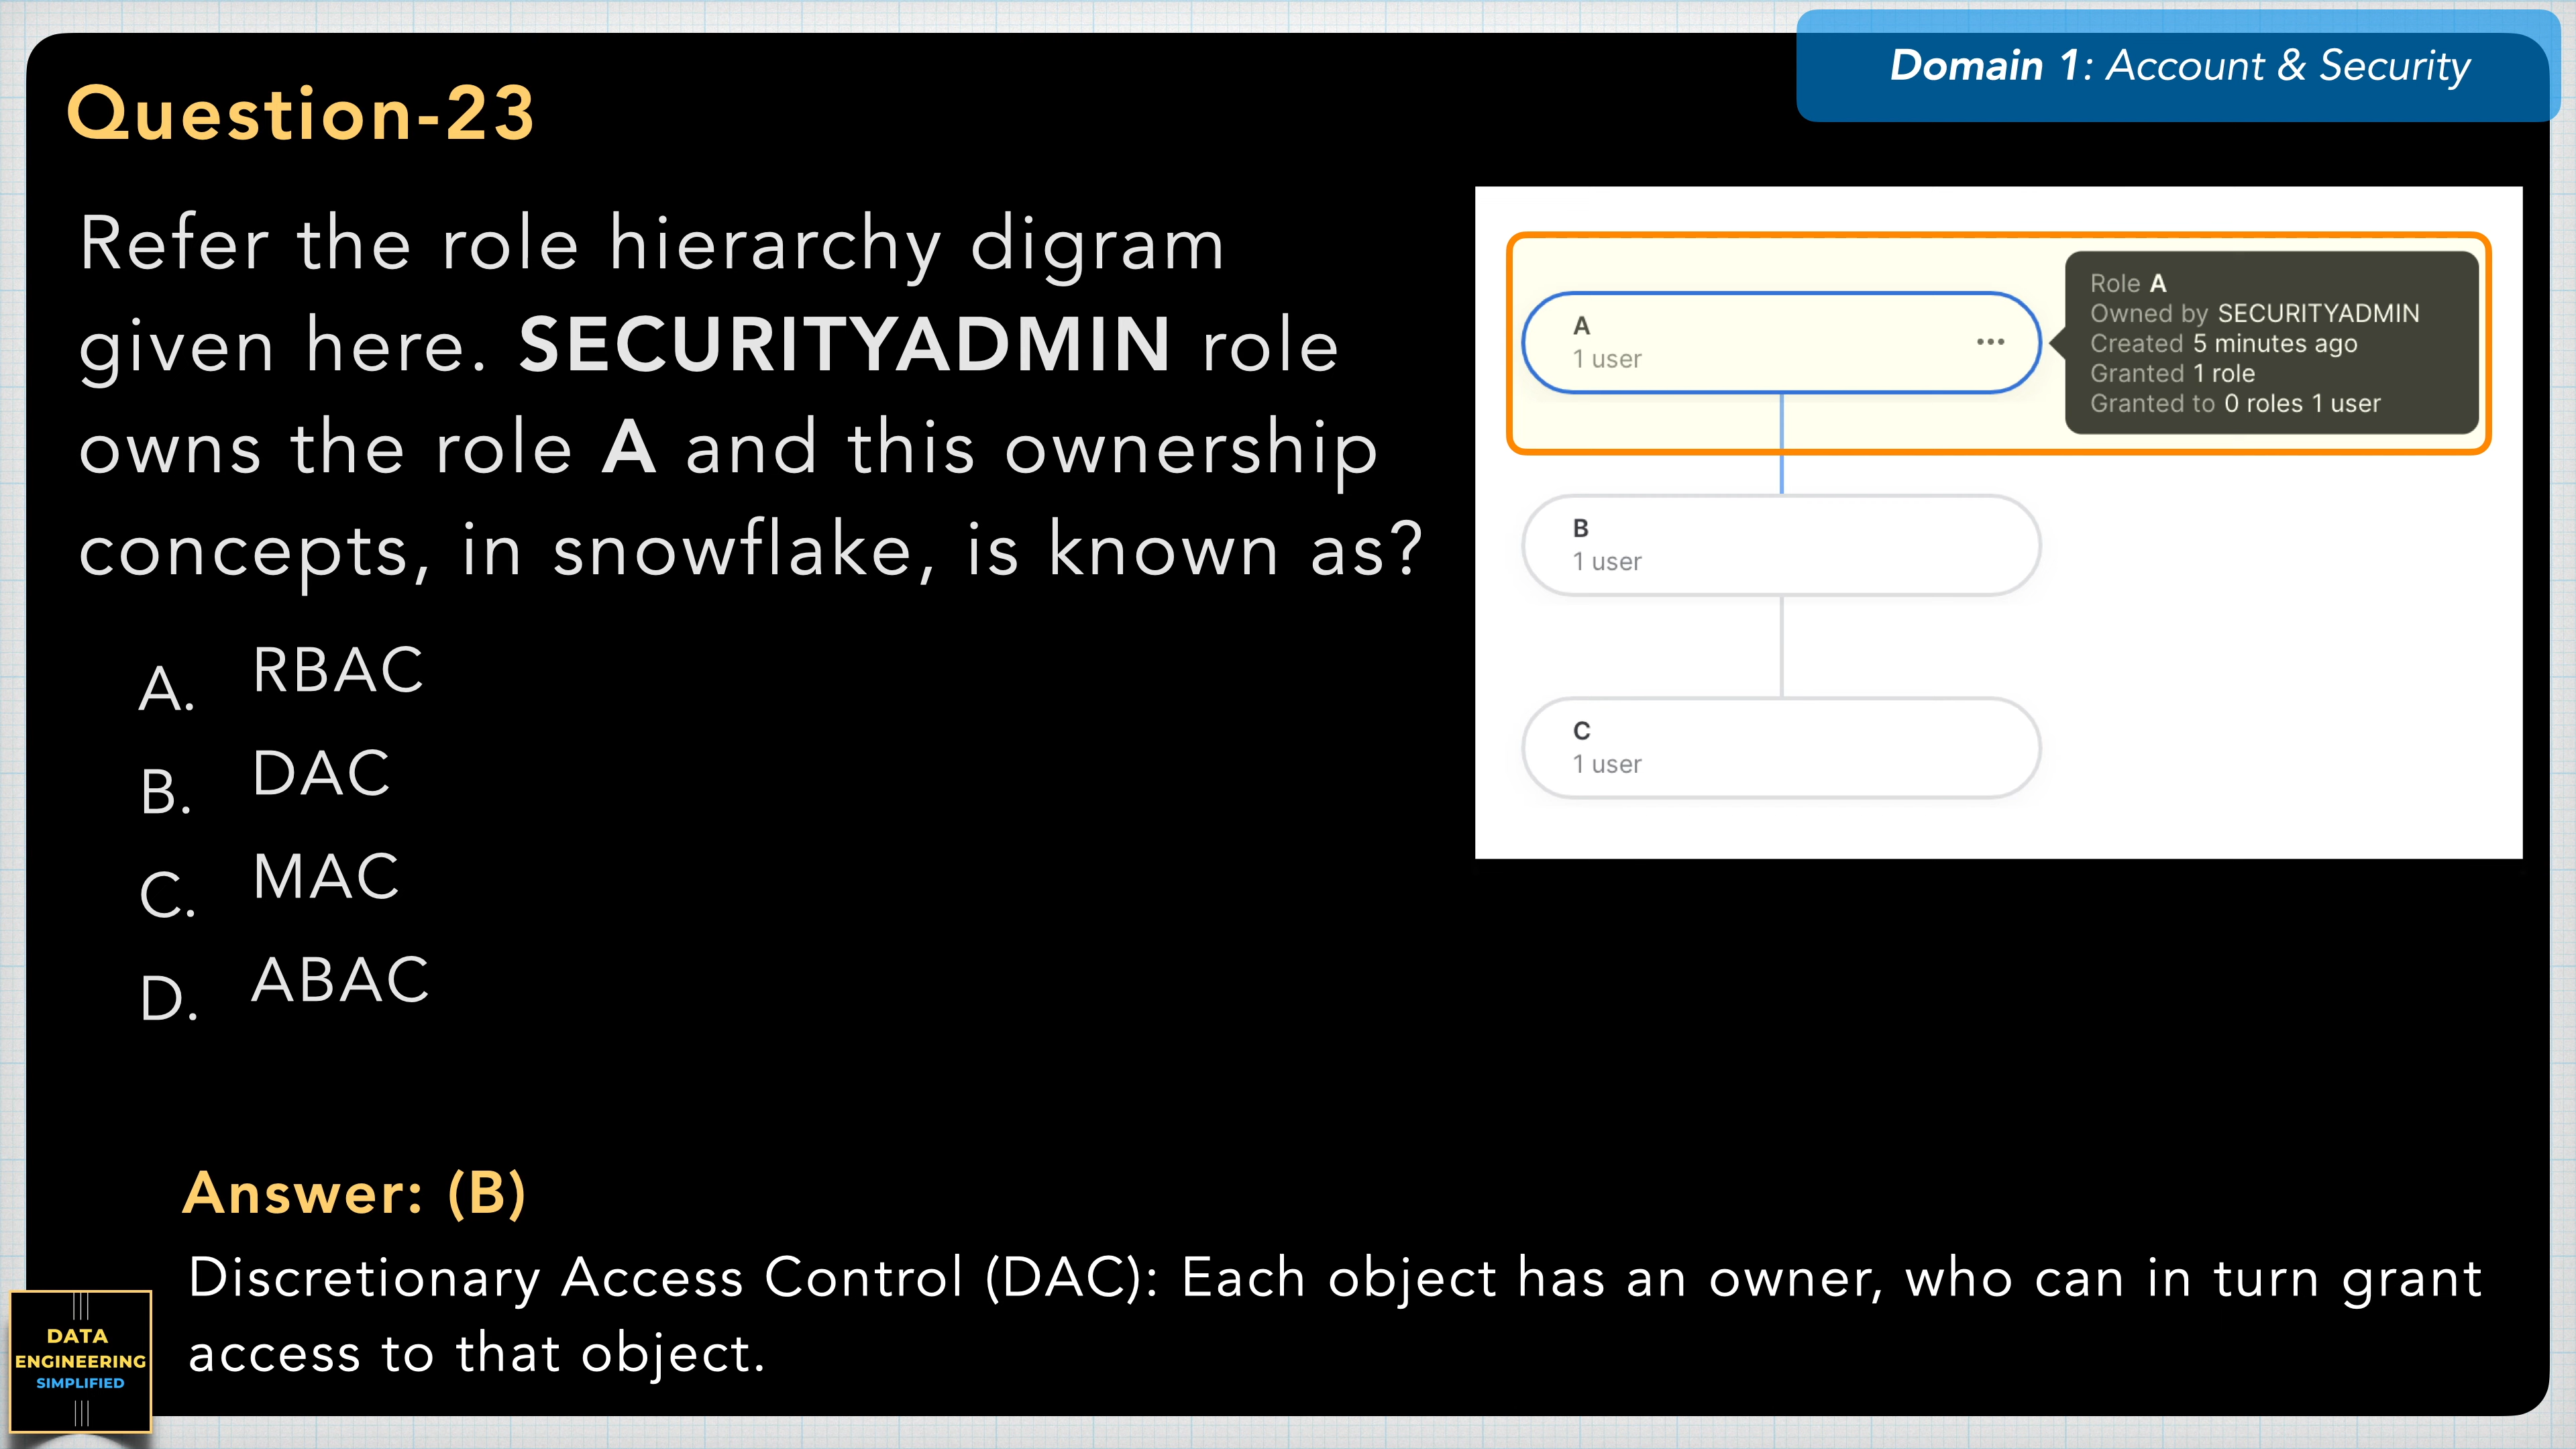 Domain 1: Account & Security
Question-23
Refer the role hierarchy digram
given here. SECURITYADMIN role
owns the role A and this ownership
concepts, in snowflake, is known as?
A. RBAC
B. DAC
C. MAC
D. ABAC
A
1 user
Role A
Owned by SECURITYADMIN
Created 5 minutes ago
Granted 1 role
Granted to 0 roles 1 user
B
1 user
C
1 user
Answer: (B)
Discretionary Access Control (DAC): Each object has an owner, who can in turn grant
access to that object.
DATA
ENGINEERING
SIMPLIFIED